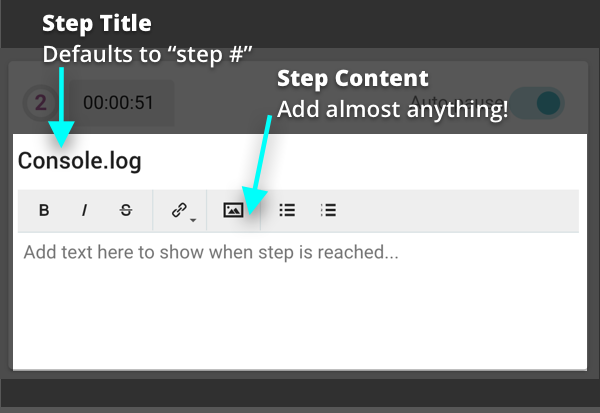 Step Title
Defaults to “step #”
Step Content
Add almost anything!
2
00:00:51
Auto pause
Console.log
B I S
Add text here to show when step is reached...